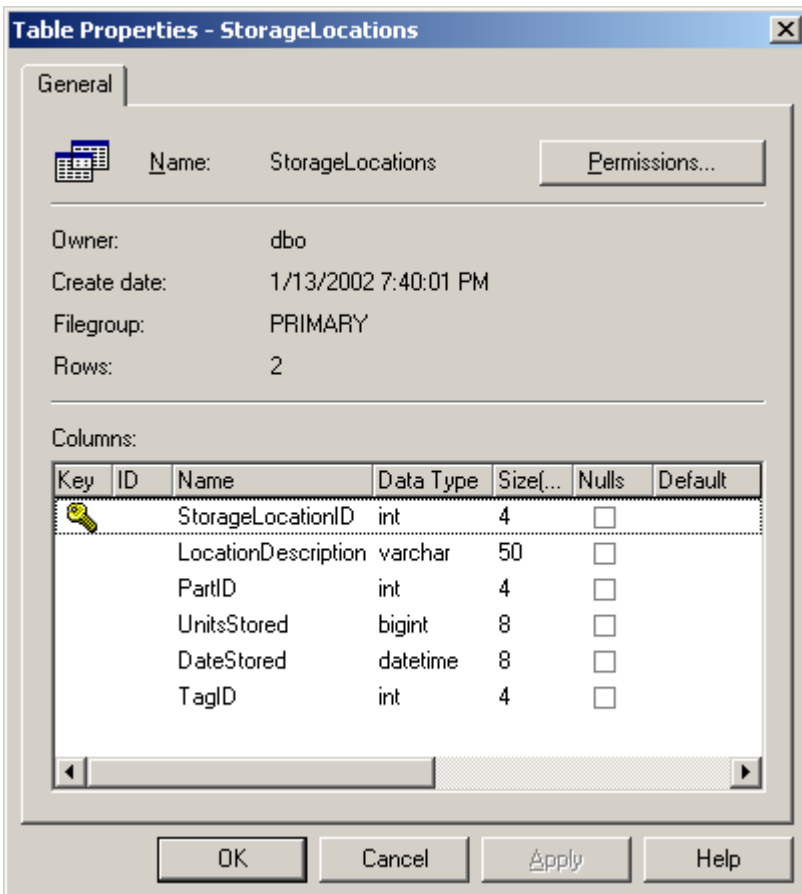 Table Properties - StorageLocations
General
Name: StorageLocations Permissions...
Owner: dbo
Create date: 1/13/2002 7:40:01 PM
Filegroup: PRIMARY
Rows: 2
Columns:
Key ID Name Data Type Size(... Nulls Default
StorageLocationID int 4
LocationDescription varchar 50
PartID int 4
UnitsStored bigint 8
DateStored datetime 8
TagID int 4
OK Cancel Apply Help